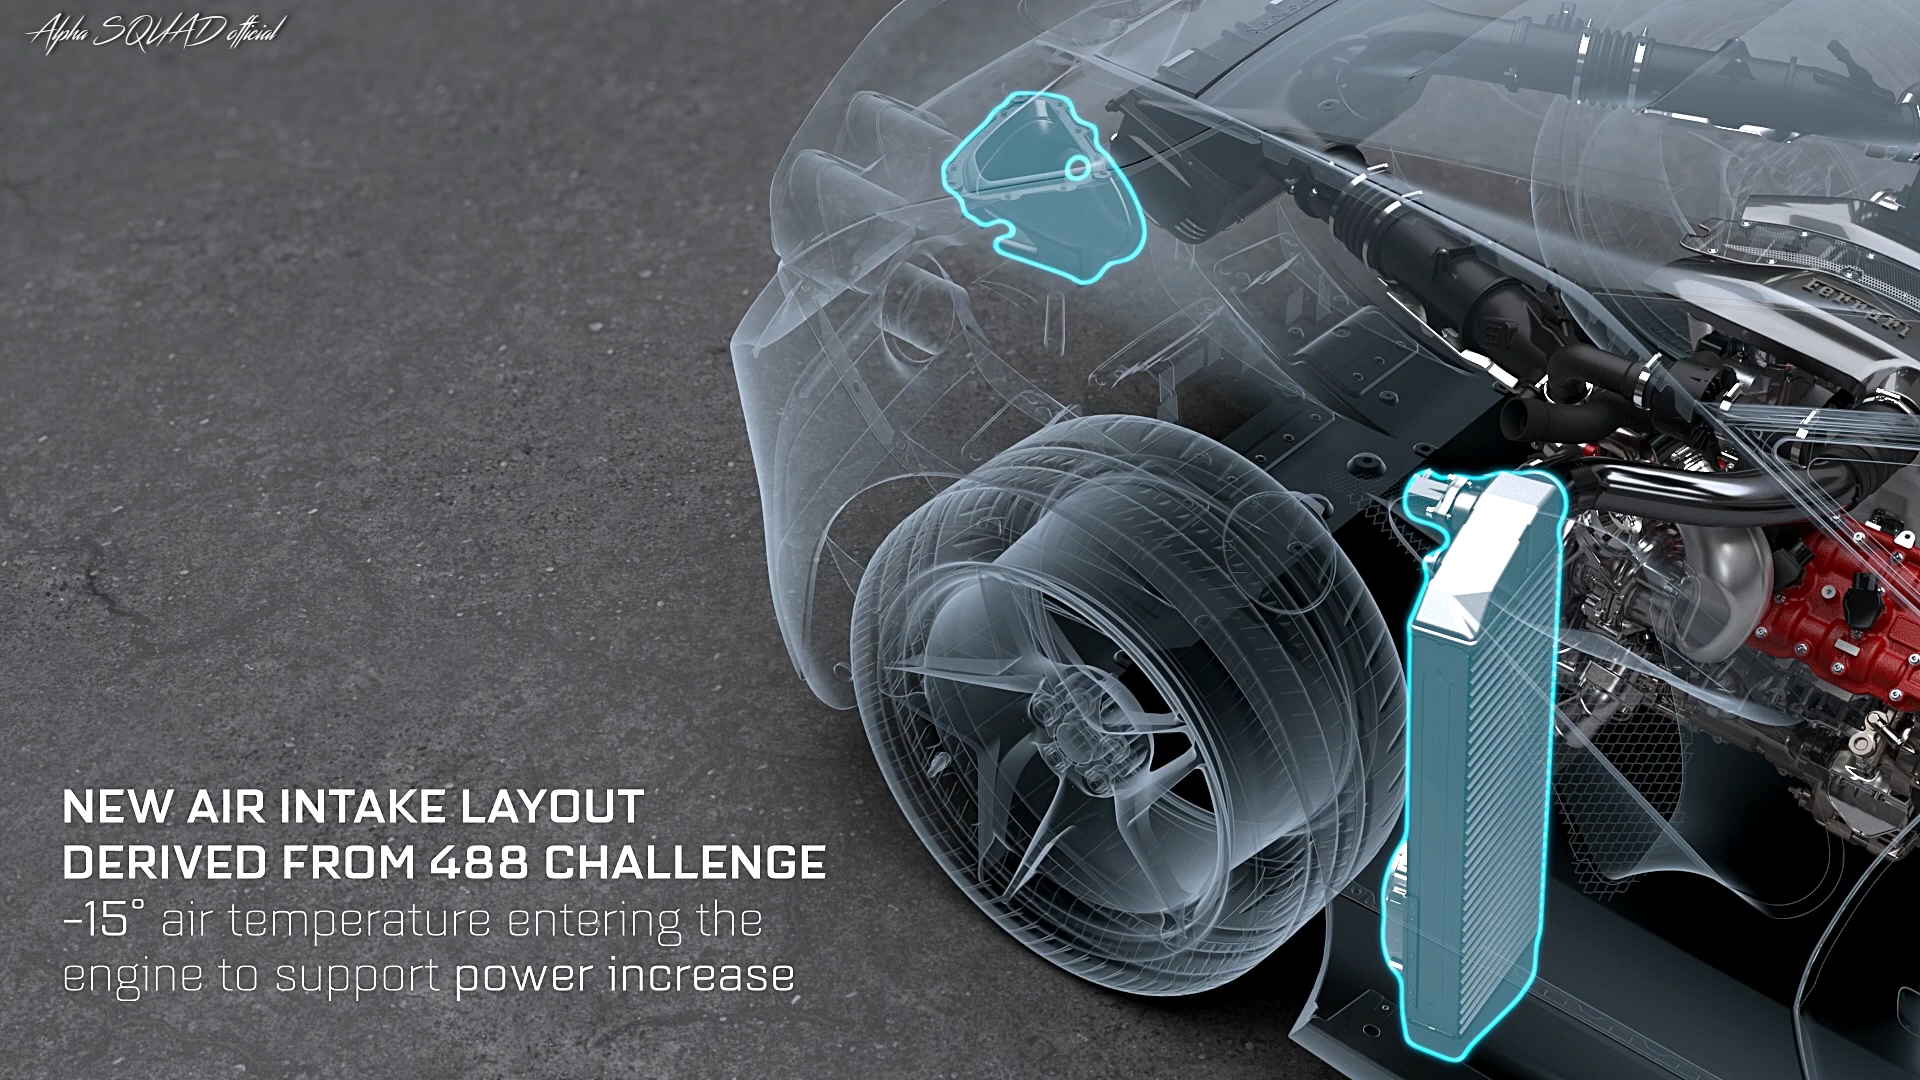 Alpha SQUAD official
Ferrari
NEW AIR INTAKE LAYOUT
DERIVED FROM 488 CHALLENGE
-15° air temperature entering the
engine to support power increase